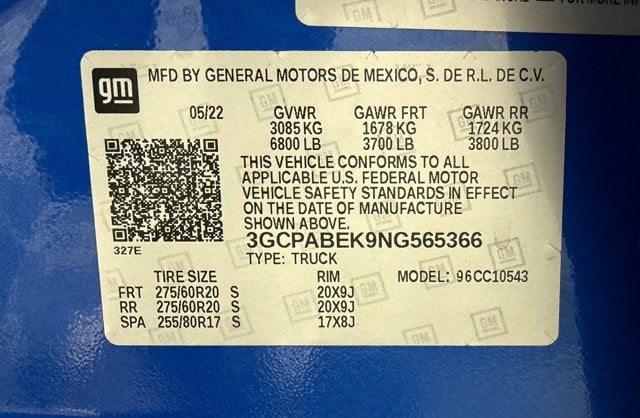 FOR MORE IN
gm MFD BY GENERAL MOTORS DE MEXICO, S. DE R.L. DE C.V.
05/22 GVWR GAWR FRT GAWR RR
3085 KG 1678 KG 1724 KG
6800 LB 3700 LB 3800 LB
THIS VEHICLE CONFORMS TO ALL
APPLICABLE U.S. FEDERAL MOTOR
VEHICLE SAFETY STANDARDS IN EFFECT
ON THE DATE OF MANUFACTURE
SHOWN ABOVE.
327E 3GCPABEK9NG565366
TYPE: TRUCK
TIRE SIZE RIM MODEL: 96CC10543
FRT 275/60R20 S 20X9J
RR 275/60R20 S 20X9J
SPA 255/80R17 S 17X8J